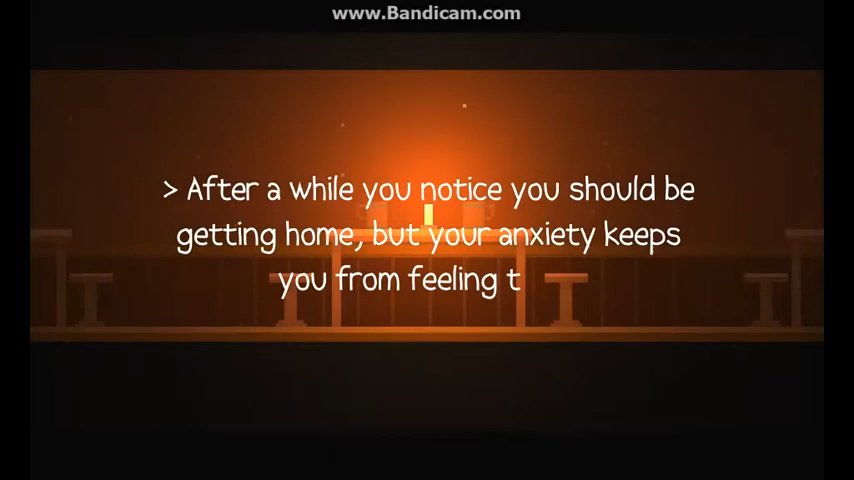 www.Bandicam.com
> After a while you notice you should be
getting home, but your anxiety keeps
you from feeling t